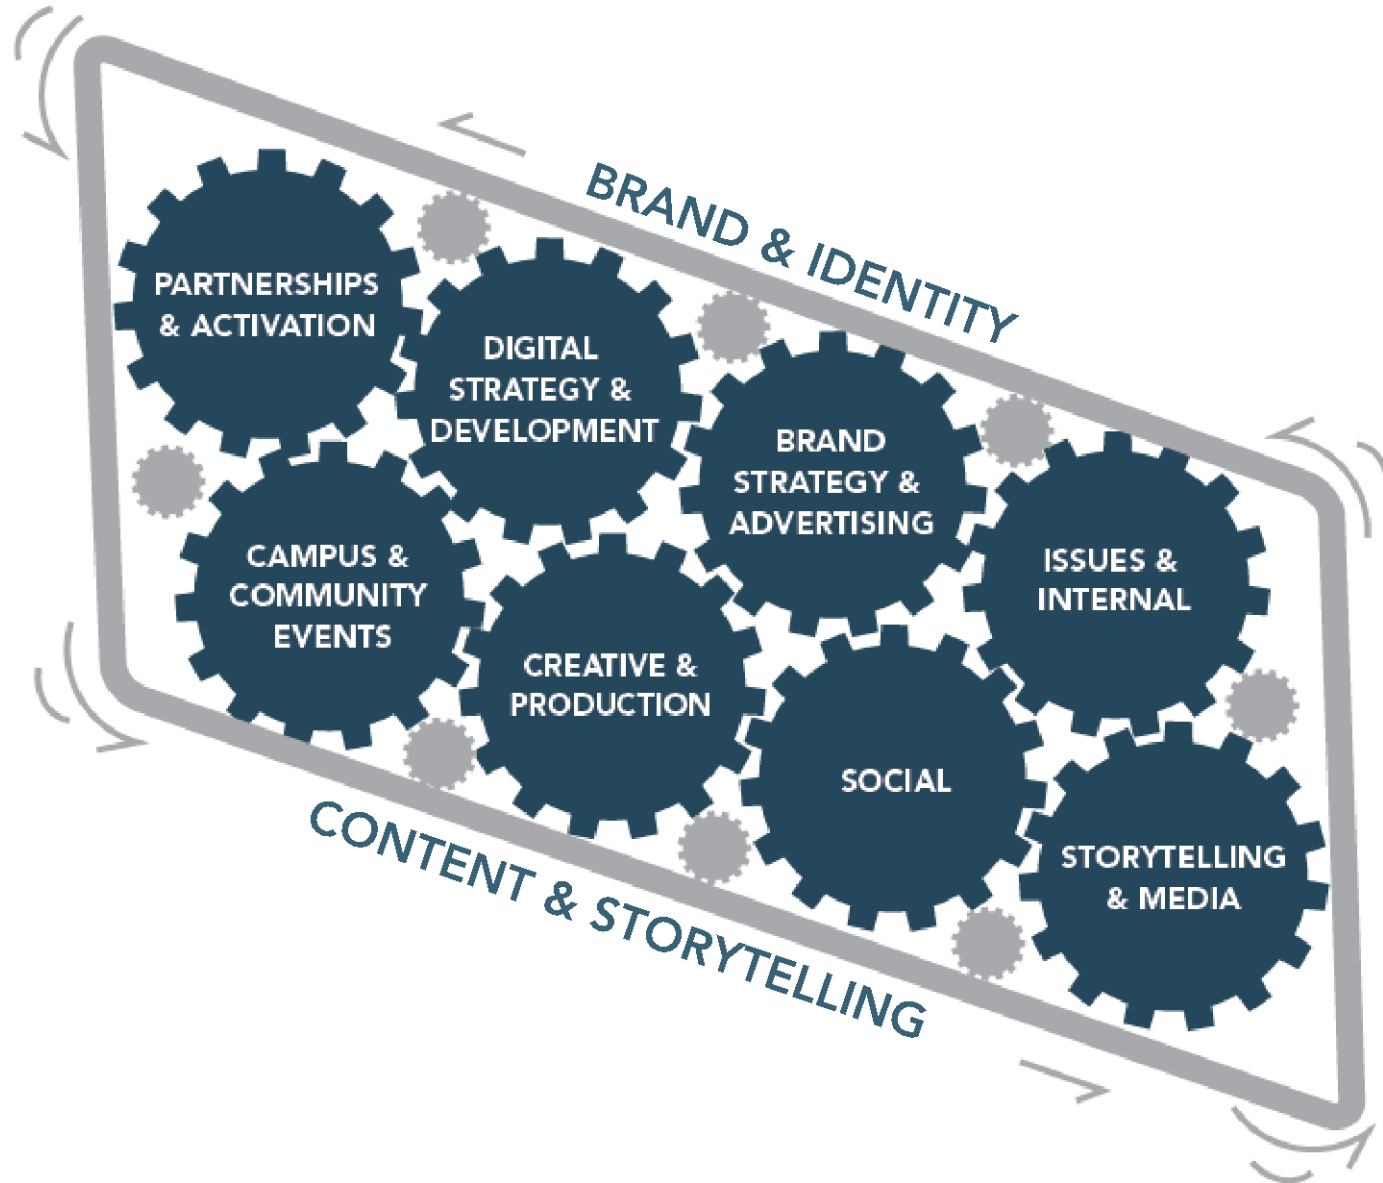 BRAND & IDENTITY
PARTNERSHIPS
& ACTIVATION
DIGITAL
STRATEGY &
DEVELOPMENT
BRAND
STRATEGY &
ADVERTISING
ISSUES &
INTERNAL
CAMPUS &
COMMUNITY
EVENTS
CREATIVE &
PRODUCTION
SOCIAL
STORYTELLING
& MEDIA
CONTENT & STORYTELLING